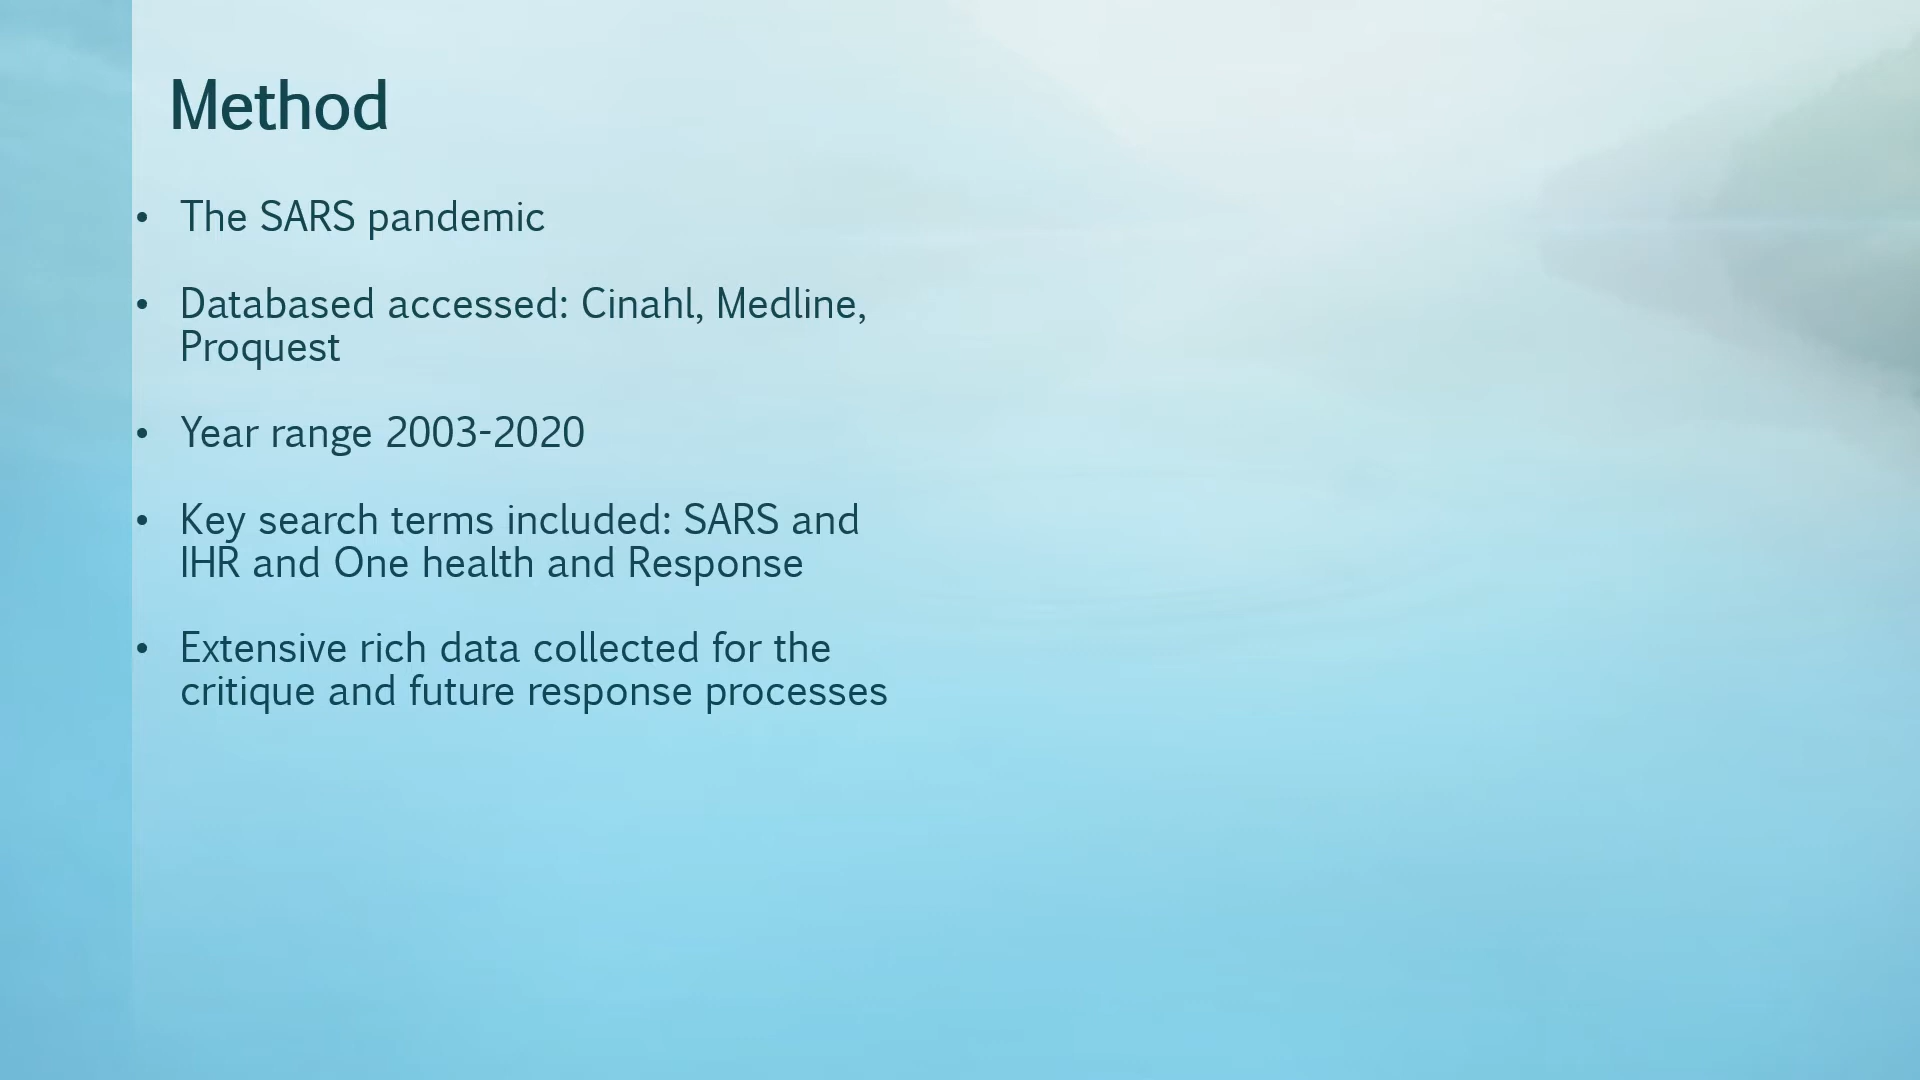 Method
• The SARS pandemic
• Databased accessed: Cinahl, Medline,
Proquest
• Year range 2003-2020
• Key search terms included: SARS and
IHR and One health and Response
• Extensive rich data collected for the
critique and future response processes